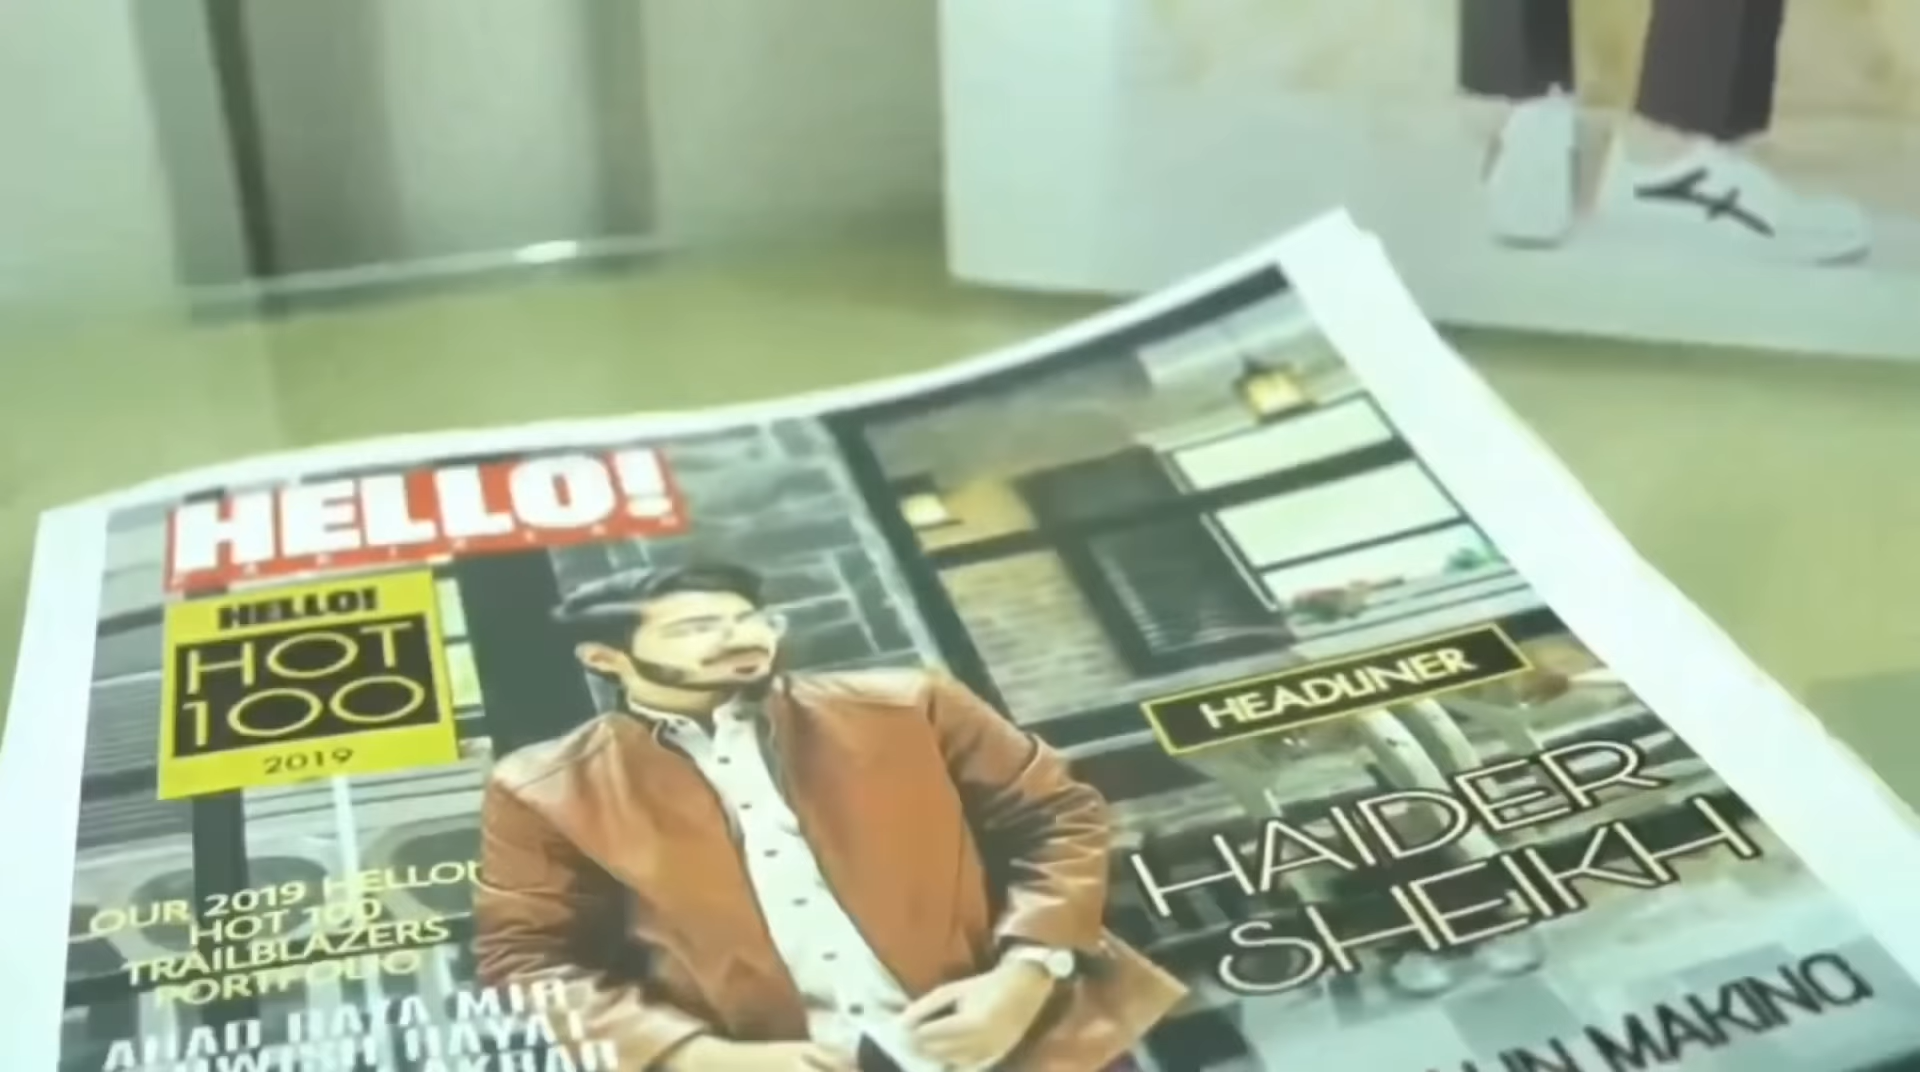 HELLO!
HELLO!
HOT
100
2019
OUR 2019 HELLO!
HOT 100
TRAILBLAZERS
PORTFOLIO
HEADLINER
HAIDER
SHEIKH
MAKING